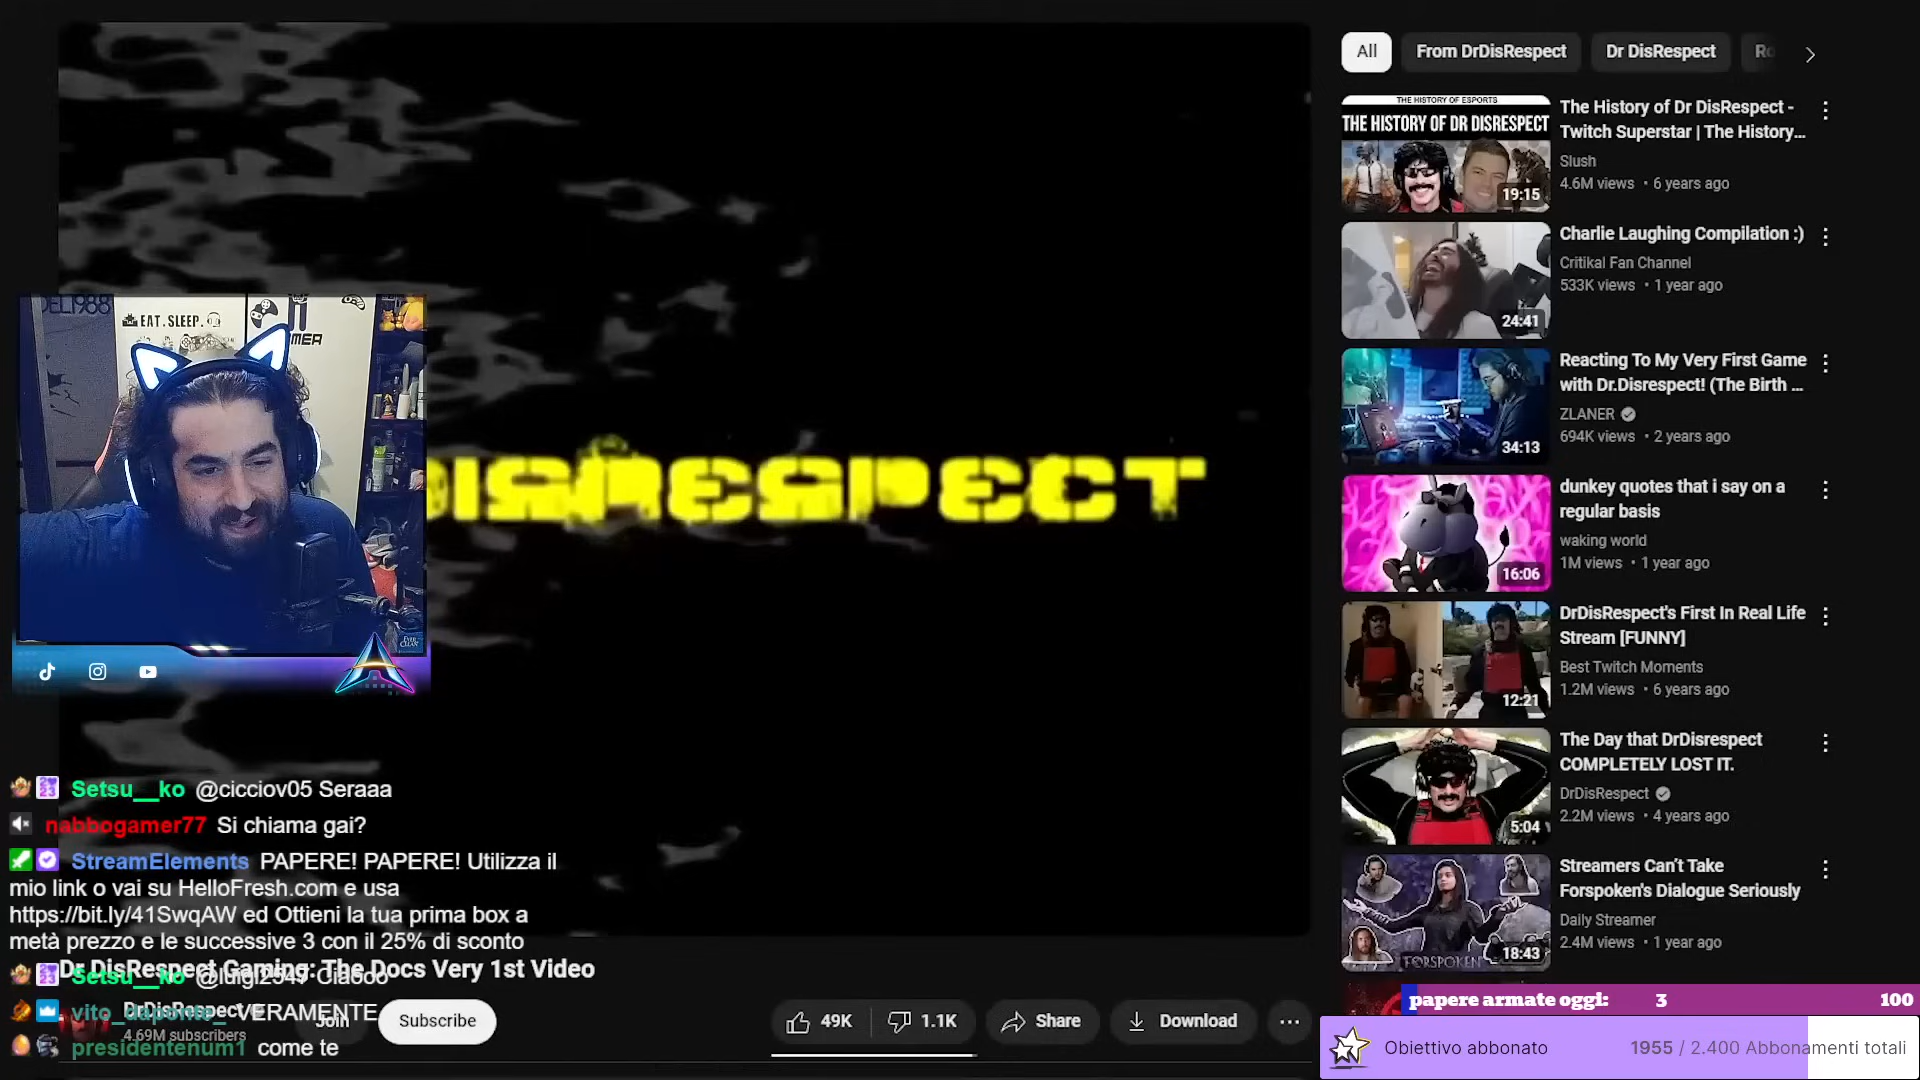 All
From DrDisRespect
Dr DisRespect
Ro
THE HISTORY OF ESPORTS
THE HISTORY OF DR DISRESPECT
19:15
The History of Dr DisRespect -
Twitch Superstar | The History...
Slush
4.6M views • 6 years ago
24:41
Charlie Laughing Compilation :)
Critikal Fan Channel
533K views • 1 year ago
34:13
Reacting To My Very First Game
with Dr.Disrespect! (The Birth ...
ZLANER
694K views • 2 years ago
16:06
dunkey quotes that i say on a
regular basis
waking world
1M views • 1 year ago
12:21
DrDisRespect's First In Real Life
Stream [FUNNY]
Best Twitch Moments
1.2M views • 6 years ago
5:04
The Day that DrDisrespect
COMPLETELY LOST IT.
DrDisRespect
2.2M views • 4 years ago
FORSPOKEN
18:43
Streamers Can't Take
Forspoken's Dialogue Seriously
Daily Streamer
2.4M views • 1 year ago
DEL1988
EAT.SLEEP.
MER
DISRESPECT
Setsu__ko @cicciov05 Seraaa
nabbogamer77 Si chiama gai?
StreamElements PAPERE! PAPERE! Utilizza il
mio link o vai su HelloFresh.com e usa
https://bit.ly/41SwqAW ed Ottieni la tua prima box a
metà prezzo e le successive 3 con il 25% di sconto
Dr DisRespect Gaming: The Docs Very 1st Video
Setsu__ko @luigi2547 Ciaooo
vito_daponte_ VERAMENTE
DrDisRespect
4.69M subscribers
Join
Subscribe
49K
1.1K
Share
Download
presidentenum1 come te
papere armate oggi: 3 100
Obiettivo abbonato 1955 / 2.400 Abbonamenti totali